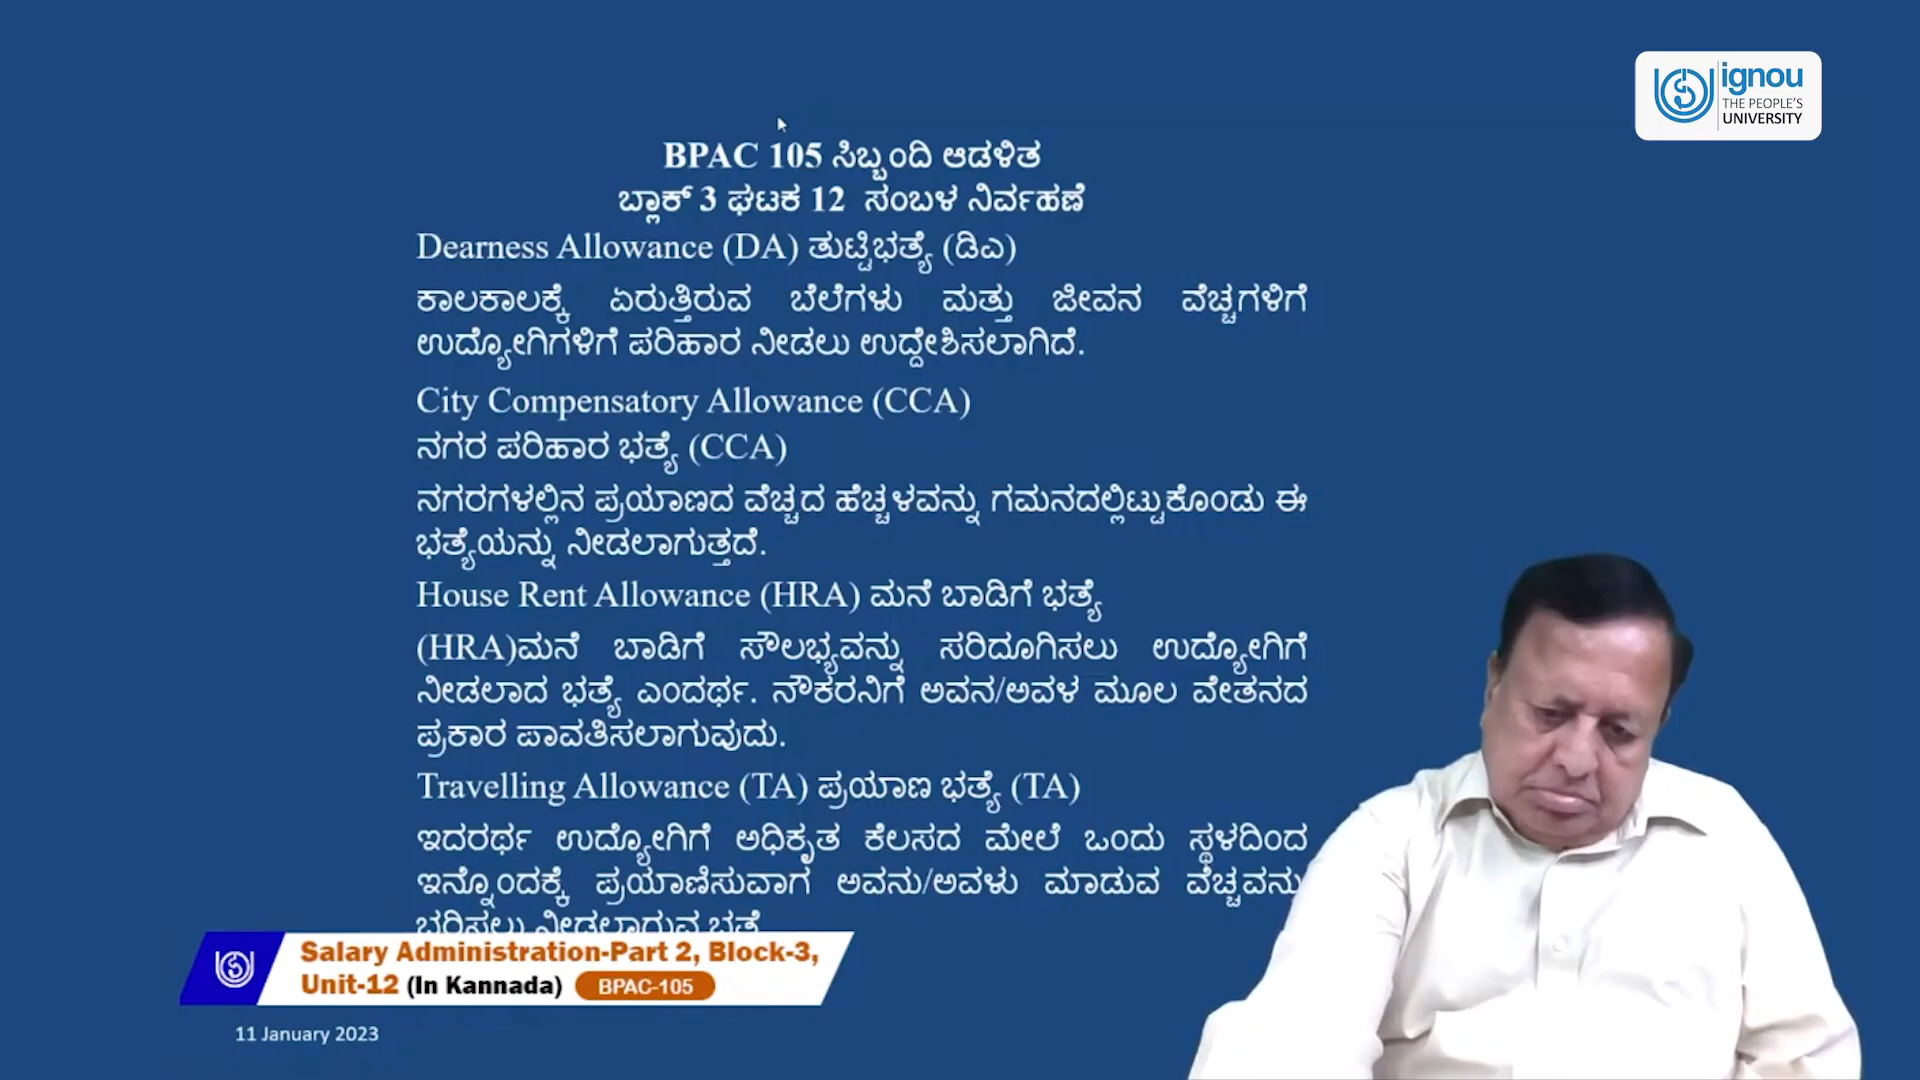 ignou
THE PEOPLE'S
UNIVERSITY
BPAC 105 ಸಿಬ್ಬಂದಿ ಆಡಳಿತ
ಬ್ಲಾಕ್ 3 ಘಟಕ 12 ಸಂಬಳ ನಿರ್ವಹಣೆ
Dearness Allowance (DA) ತುಟ್ಟಿಭತ್ಯೆ (ಡಿಎ)
ಕಾಲಕಾಲಕ್ಕೆ ಏರುತ್ತಿರುವ ಬೆಲೆಗಳು ಮತ್ತು ಜೀವನ ವೆಚ್ಚಗಳಿಗೆ
ಉದ್ಯೋಗಿಗಳಿಗೆ ಪರಿಹಾರ ನೀಡಲು ಉದ್ದೇಶಿಸಲಾಗಿದೆ.
City Compensatory Allowance (CCA)
ನಗರ ಪರಿಹಾರ ಭತ್ಯೆ (CCA)
ನಗರಗಳಲ್ಲಿನ ಪ್ರಯಾಣದ ವೆಚ್ಚದ ಹೆಚ್ಚಳವನ್ನು ಗಮನದಲ್ಲಿಟ್ಟುಕೊಂಡು ಈ
ಭತ್ಯೆಯನ್ನು ನೀಡಲಾಗುತ್ತದೆ.
House Rent Allowance (HRA) ಮನೆ ಬಾಡಿಗೆ ಭತ್ಯೆ
(HRA)ಮನೆ ಬಾಡಿಗೆ ಸೌಲಭ್ಯವನ್ನು ಸರಿದೂಗಿಸಲು ಉದ್ಯೋಗಿಗೆ
ನೀಡಲಾದ ಭತ್ಯೆ ಎಂದರ್ಥ. ನೌಕರನಿಗೆ ಅವನ/ಅವಳ ಮೂಲ ವೇತನದ
ಪ್ರಕಾರ ಪಾವತಿಸಲಾಗುವುದು.
Travelling Allowance (TA) ಪ್ರಯಾಣ ಭತ್ಯೆ (TA)
ಇದರರ್ಥ ಉದ್ಯೋಗಿಗೆ ಅಧಿಕೃತ ಕೆಲಸದ ಮೇಲೆ ಒಂದು ಸ್ಥಳದಿಂದ
ಇನ್ನೊಂದಕ್ಕೆ ಪ್ರಯಾಣಿಸುವಾಗ ಅವನು/ಅವಳು ಮಾಡುವ ವೆಚ್ಚವನ್ನು
ಭರಿಸಲು ನೀಡಲಾಗುವ ಭತ್ಯೆ
Salary Administration-Part 2, Block-3,
Unit-12 (In Kannada) BPAC-105
11 January 2023